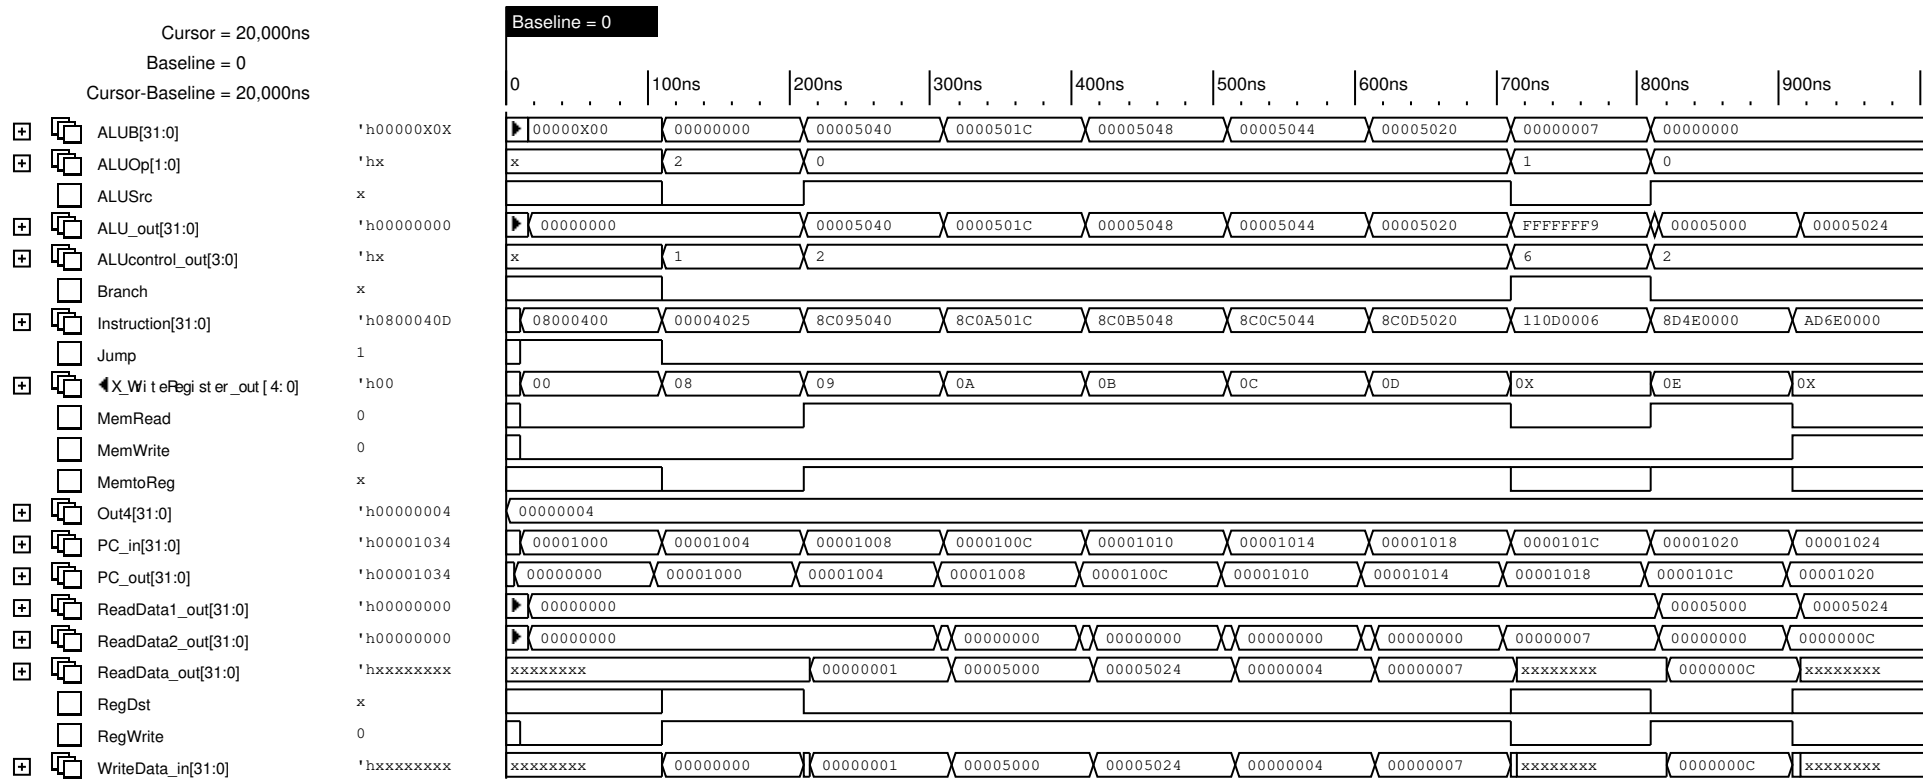 Baseline = 0
Cursor = 20,000ns
Baseline = 0
Cursor-Baseline = 20,000ns
0 100ns 200ns 300ns 400ns 500ns 600ns 700ns 800ns 900ns
ALUB[31:0] 'h00000X0X 00000X00 00000000 00005040 0000501C 00005048 00005044 00005020 00000007 00000000
ALUOp[1:0] 'hx x 2 0 1 0
ALUSrc x
ALU_out[31:0] 'h00000000 00000000 00005040 0000501C 00005048 00005044 00005020 FFFFFFF9 00005000 00005024
ALUcontrol_out[3:0] 'hx x 1 2 6 2
Branch x
Instruction[31:0] 'h0800040D 08000400 00004025 8C095040 8C0A501C 8C0B5048 8C0C5044 8C0D5020 110D0006 8D4E0000 AD6E0000
Jump 1
X_WriteRegister_out[4:0] 'h00 00 08 09 0A 0B 0C 0D 0X 0E 0X
MemRead 0
MemWrite 0
MemtoReg x
Out4[31:0] 'h00000004 00000004
PC_in[31:0] 'h00001034 00001000 00001004 00001008 0000100C 00001010 00001014 00001018 0000101C 00001020 00001024
PC_out[31:0] 'h00001034 00000000 00001000 00001004 00001008 0000100C 00001010 00001014 00001018 0000101C 00001020
ReadData1_out[31:0] 'h00000000 00000000 00005000 00005024
ReadData2_out[31:0] 'h00000000 00000000 00000000 00000000 00000000 00000000 00000007 00000000 0000000C
ReadData_out[31:0] 'hxxxxxxxx xxxxxxxx 00000001 00005000 00005024 00000004 00000007 xxxxxxxx 0000000C xxxxxxxx
RegDst x
RegWrite 0
WriteData_in[31:0] 'hxxxxxxxx xxxxxxxx 00000000 00000001 00005000 00005024 00000004 00000007 xxxxxxxx 0000000C xxxxxxxx